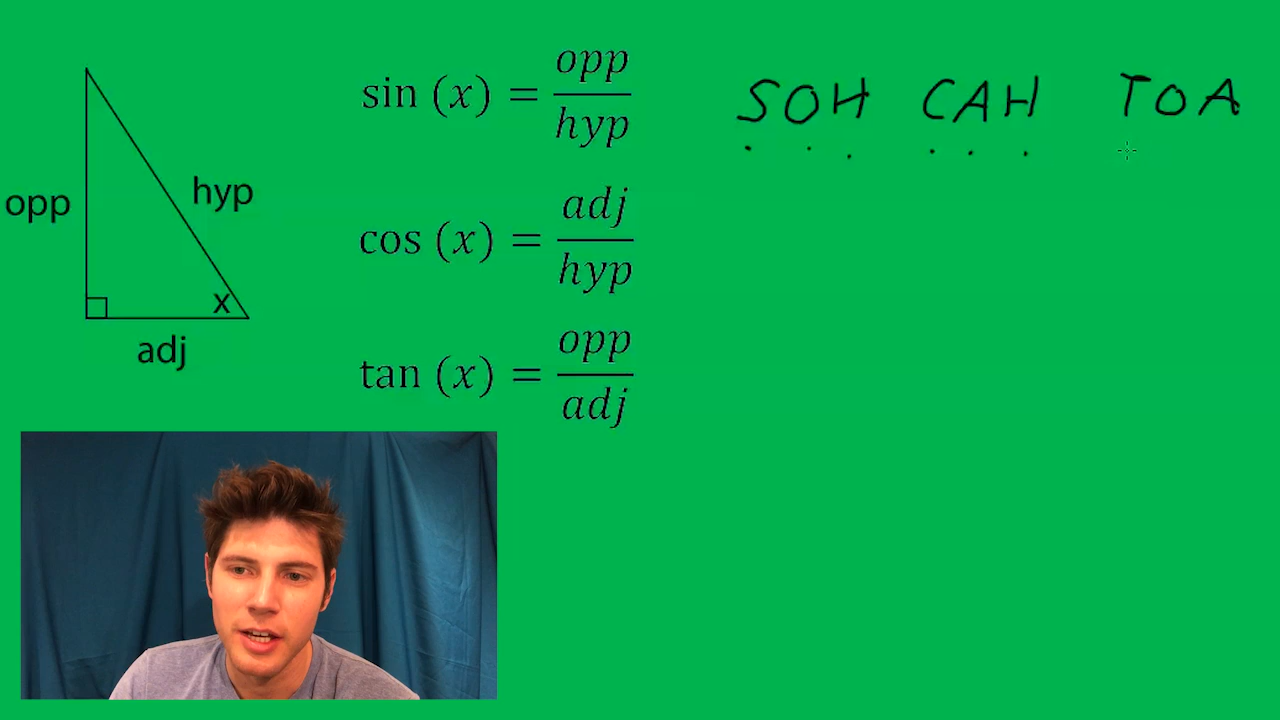 opp
hyp
x
adj
sin (x) = opp/hyp
cos (x) = adj/hyp
tan (x) = opp/adj
SOH CAH TOA